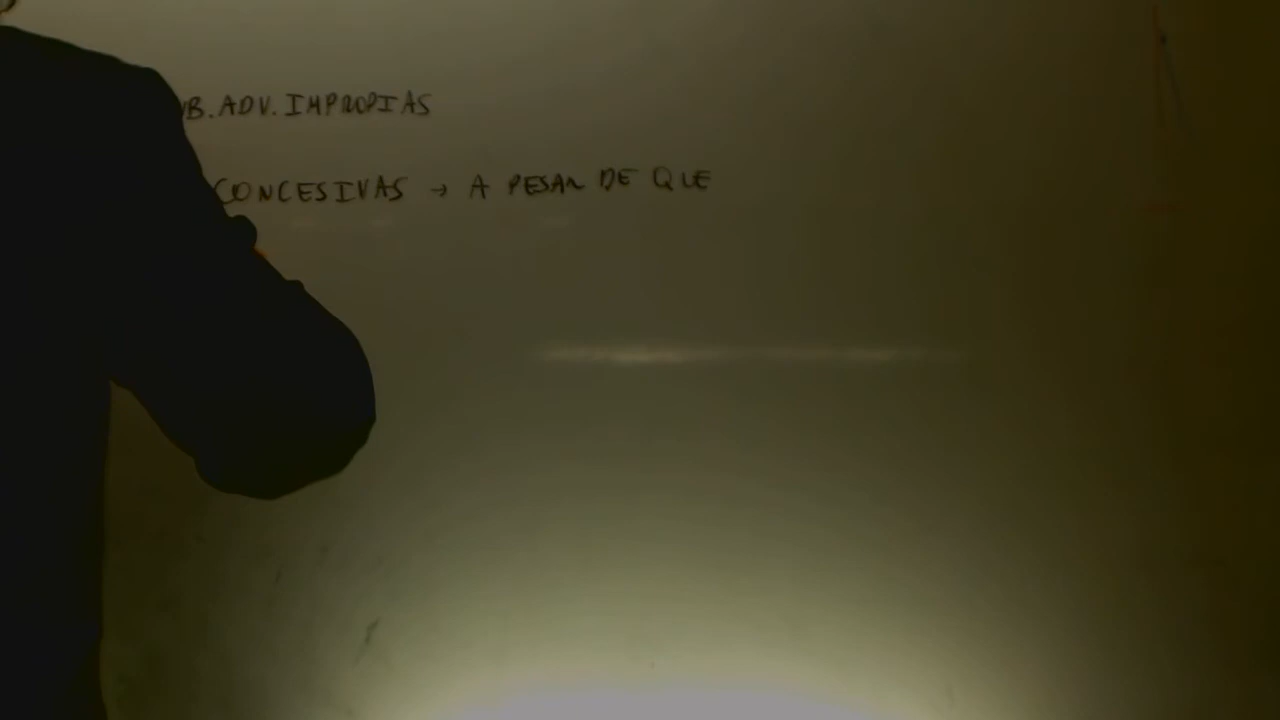 B. ADV. IMPROPIAS
CONCESIVAS → A PESAR DE QUE